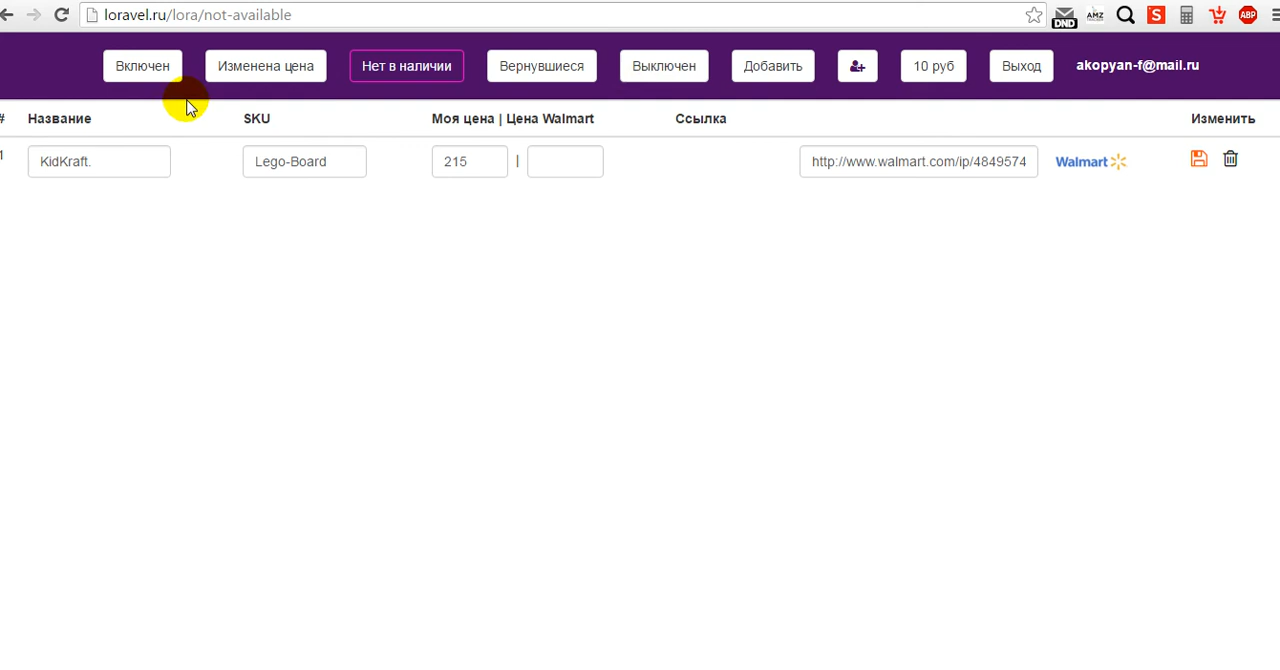 loravel.ru/lora/not-available
DND
AMZ
S
ABP
Включен Изменена цена Нет в наличии Вернувшиеся Выключен Добавить 10 руб Выход akopyan-f@mail.ru
# Название SKU Моя цена | Цена Walmart Ссылка Изменить
1 KidKraft. Lego-Board 215 | http://www.walmart.com/ip/4849574 Walmart